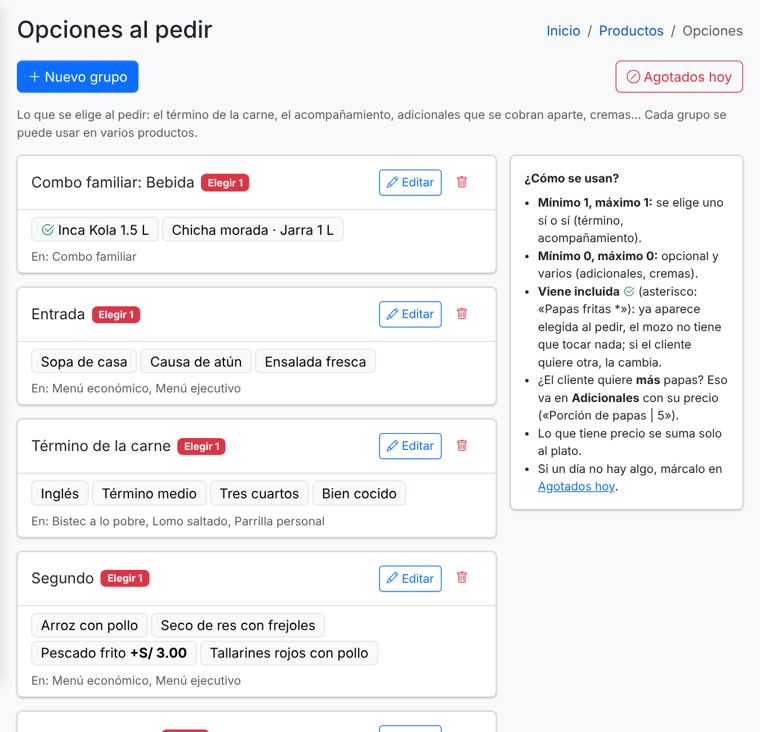 Opciones al pedir
Inicio / Productos / Opciones
+ Nuevo grupo
Agotados hoy
Lo que se elige al pedir: el término de la carne, el acompañamiento, adicionales que se cobran aparte, cremas... Cada grupo se
puede usar en varios productos.
Combo familiar: Bebida Elegir 1
Editar
Inca Kola 1.5 L Chicha morada · Jarra 1 L
En: Combo familiar
Entrada Elegir 1
Editar
Sopa de casa Causa de atún Ensalada fresca
En: Menú económico, Menú ejecutivo
Término de la carne Elegir 1
Editar
Inglés Término medio Tres cuartos Bien cocido
En: Bistec a lo pobre, Lomo saltado, Parrilla personal
Segundo Elegir 1
Editar
Arroz con pollo Seco de res con frejoles
Pescado frito +S/ 3.00 Tallarines rojos con pollo
En: Menú económico, Menú ejecutivo
¿Cómo se usan?
• Mínimo 1, máximo 1: se elige uno
sí o sí (término,
acompañamiento).
• Mínimo 0, máximo 0: opcional y
varios (adicionales, cremas).
• Viene incluida (asterisco:
«Papas fritas *»): ya aparece
elegida al pedir, el mozo no tiene
que tocar nada; si el cliente
quiere otra, la cambia.
• ¿El cliente quiere más papas? Eso
va en Adicionales con su precio
(«Porción de papas | 5»).
• Lo que tiene precio se suma solo
al plato.
• Si un día no hay algo, márcalo en
Agotados hoy.